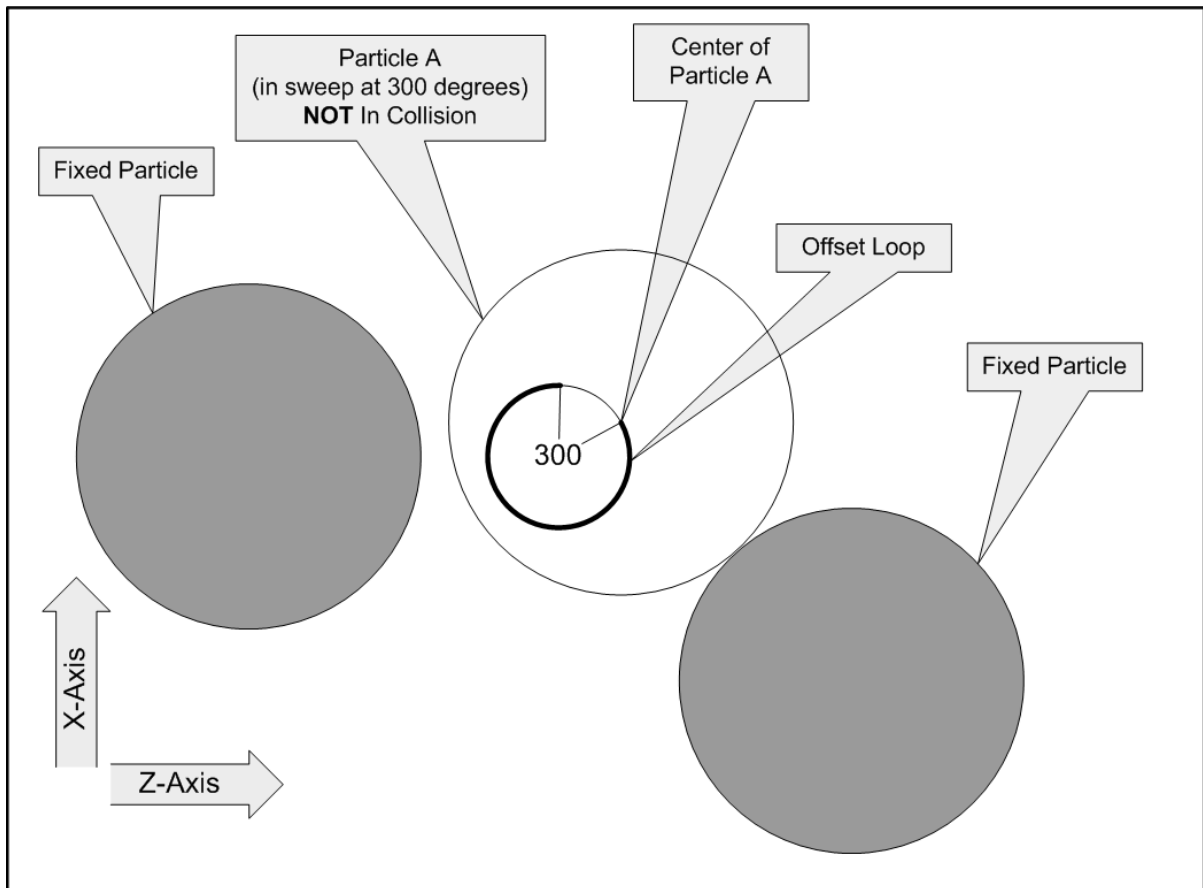 Particle A
(in sweep at 300 degrees)
NOT In Collision
Center of
Particle A
Fixed Particle
Offset Loop
Fixed Particle
300
X-Axis
Z-Axis